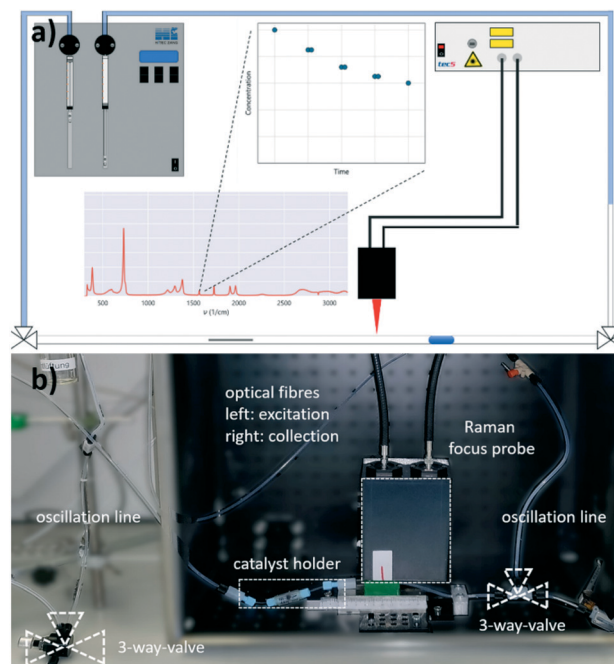 a)
Concentration
Time
tec5
500
1000
1500
2000
2500
3000
ν (1/cm)
b)
optical fibres
left: excitation
right: collection
Raman
focus probe
oscillation line
oscillation line
catalyst holder
3-way-valve
3-way-valve